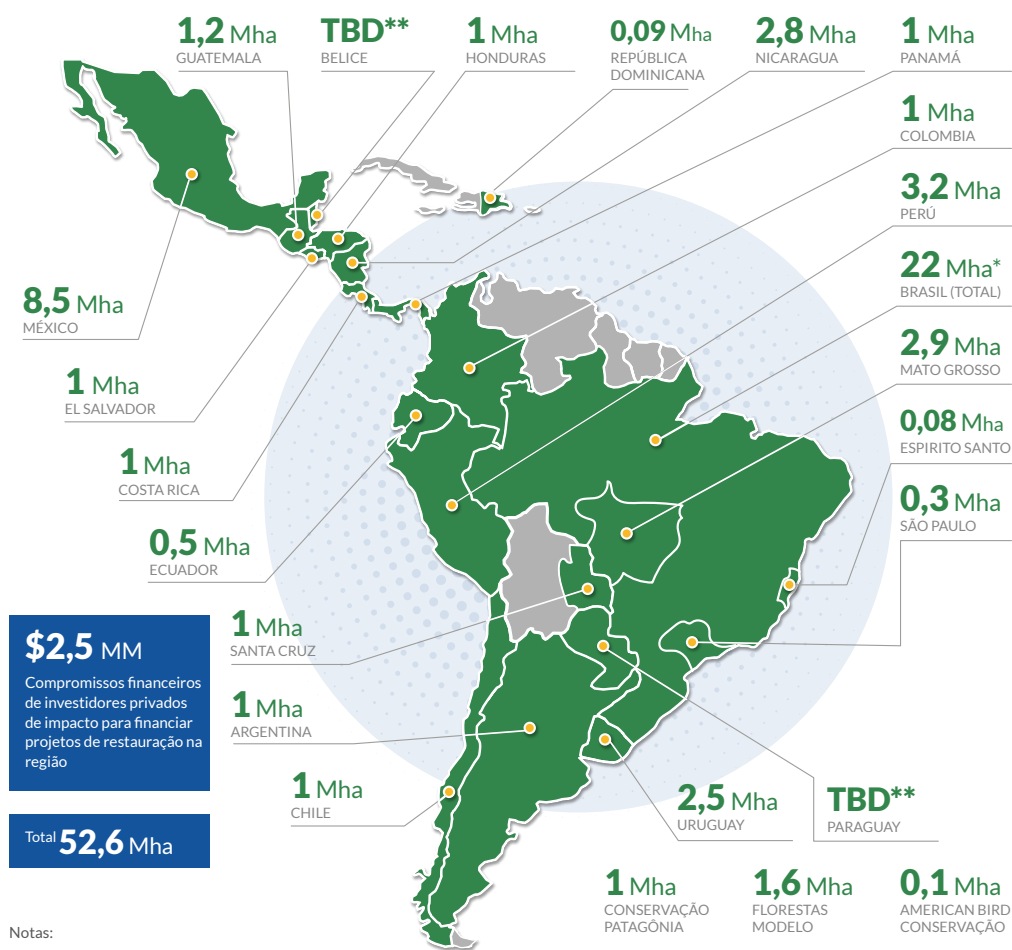 1,2 Mha
GUATEMALA
TBD**
BELICE
1 Mha
HONDURAS
0,09 Mha
REPÚBLICA
DOMINICANA
2,8 Mha
NICARAGUA
1 Mha
PANAMÁ
1 Mha
COLOMBIA
3,2 Mha
PERÚ
22 Mha*
BRASIL (TOTAL)
2,9 Mha
MATO GROSSO
0,08 Mha
ESPIRITO SANTO
0,3 Mha
SÃO PAULO
8,5 Mha
MÉXICO
1 Mha
EL SALVADOR
1 Mha
COSTA RICA
0,5 Mha
ECUADOR
1 Mha
SANTA CRUZ
1 Mha
ARGENTINA
1 Mha
CHILE
$2,5 MM
Compromissos financeiros
de investidores privados
de impacto para financiar
projetos de restauração na
região
Total 52,6 Mha
2,5 Mha
URUGUAY
TBD**
PARAGUAY
1 Mha
CONSERVAÇÃO
PATAGÔNIA
1,6 Mha
FLORESTAS
MODELO
0,1 Mha
AMERICAN BIRD
CONSERVAÇÃO
Notas: